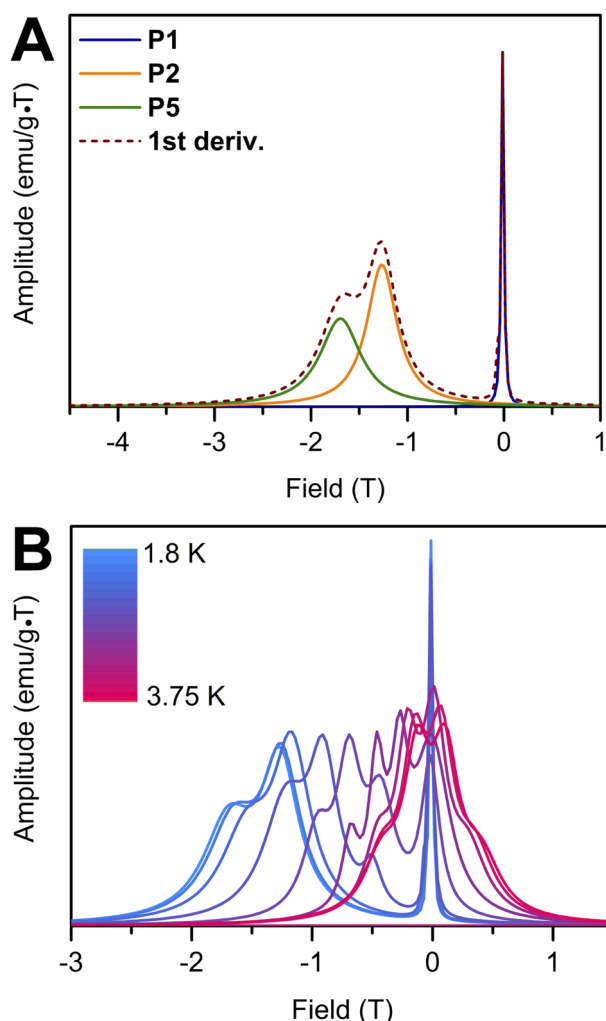 A
P1
P2
P5
1st deriv.
Amplitude (emu/g•T)
-4 -3 -2 -1 0 1
Field (T)
B
1.8 K
3.75 K
Amplitude (emu/g•T)
-3 -2 -1 0
Field (T)